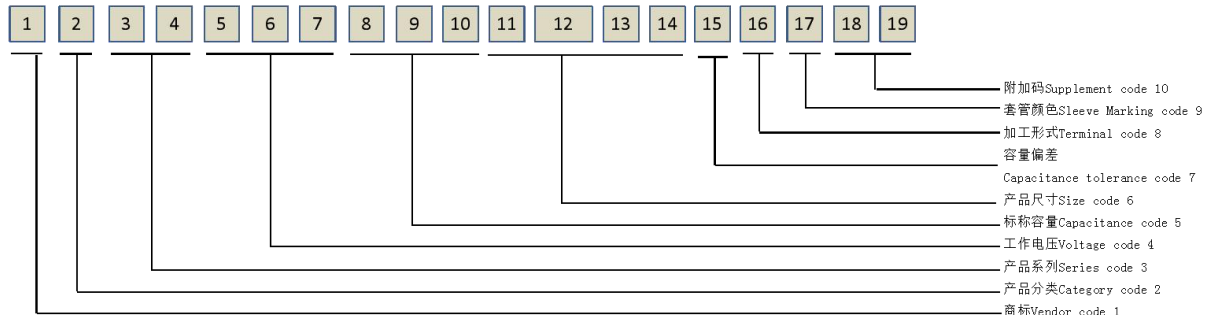 1 2 3 4 5 6 7 8 9 10 11 12 13 14 15 16 17 18 19
附加码Supplement code 10
套管颜色Sleeve Marking code 9
加工形式Terminal code 8
容量偏差
Capacitance tolerance code 7
产品尺寸Size code 6
标称容量Capacitance code 5
工作电压Voltage code 4
产品系列Series code 3
产品分类Category code 2
商标Vendor code 1